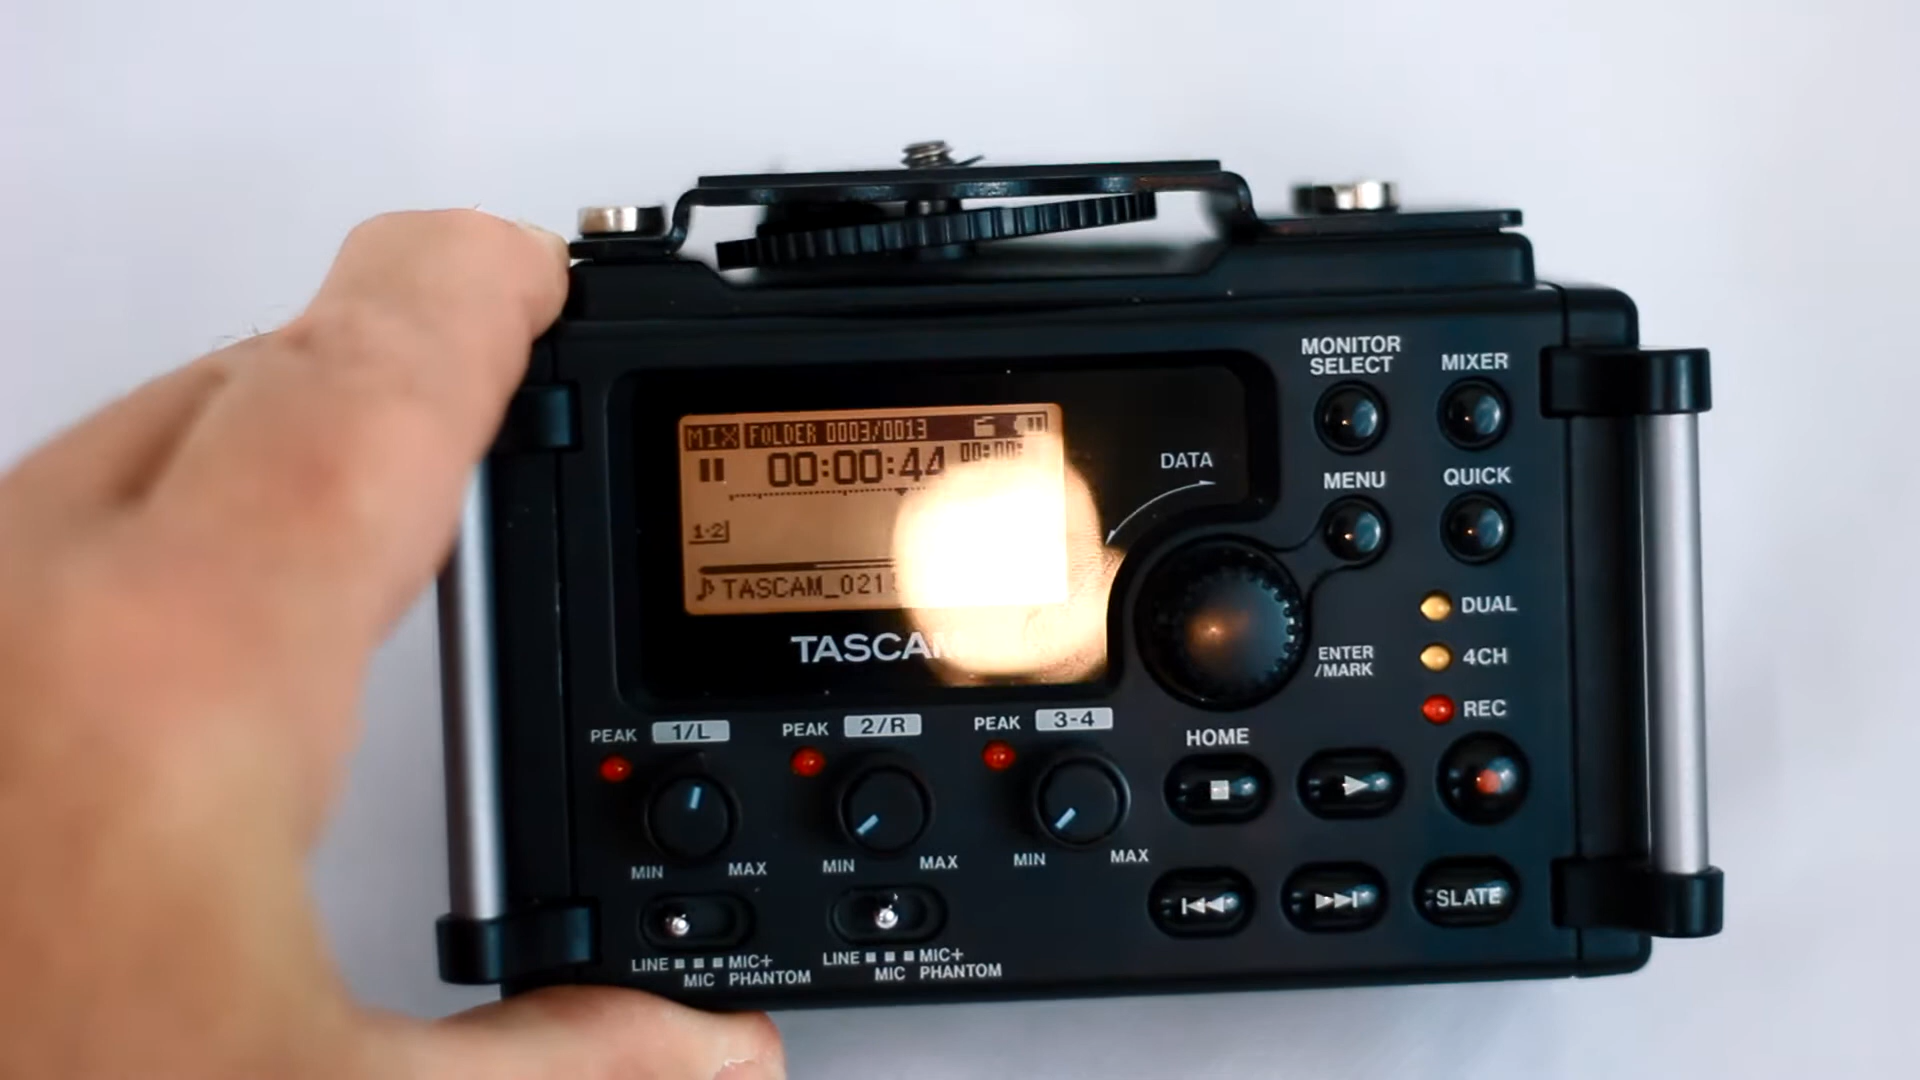 MONITOR
SELECT
MIXER
MIX FOLDER 0003/0013
00:00:44 00:00:
DATA
MENU
QUICK
1-2
TASCAM_021
TASCAM
DUAL
ENTER
/MARK
4CH
REC
PEAK 1/L
PEAK 2/R
PEAK 3-4
HOME
MIN MAX
MIN MAX
MIN MAX
SLATE
LINE MIC+
MIC PHANTOM
LINE MIC+
MIC PHANTOM